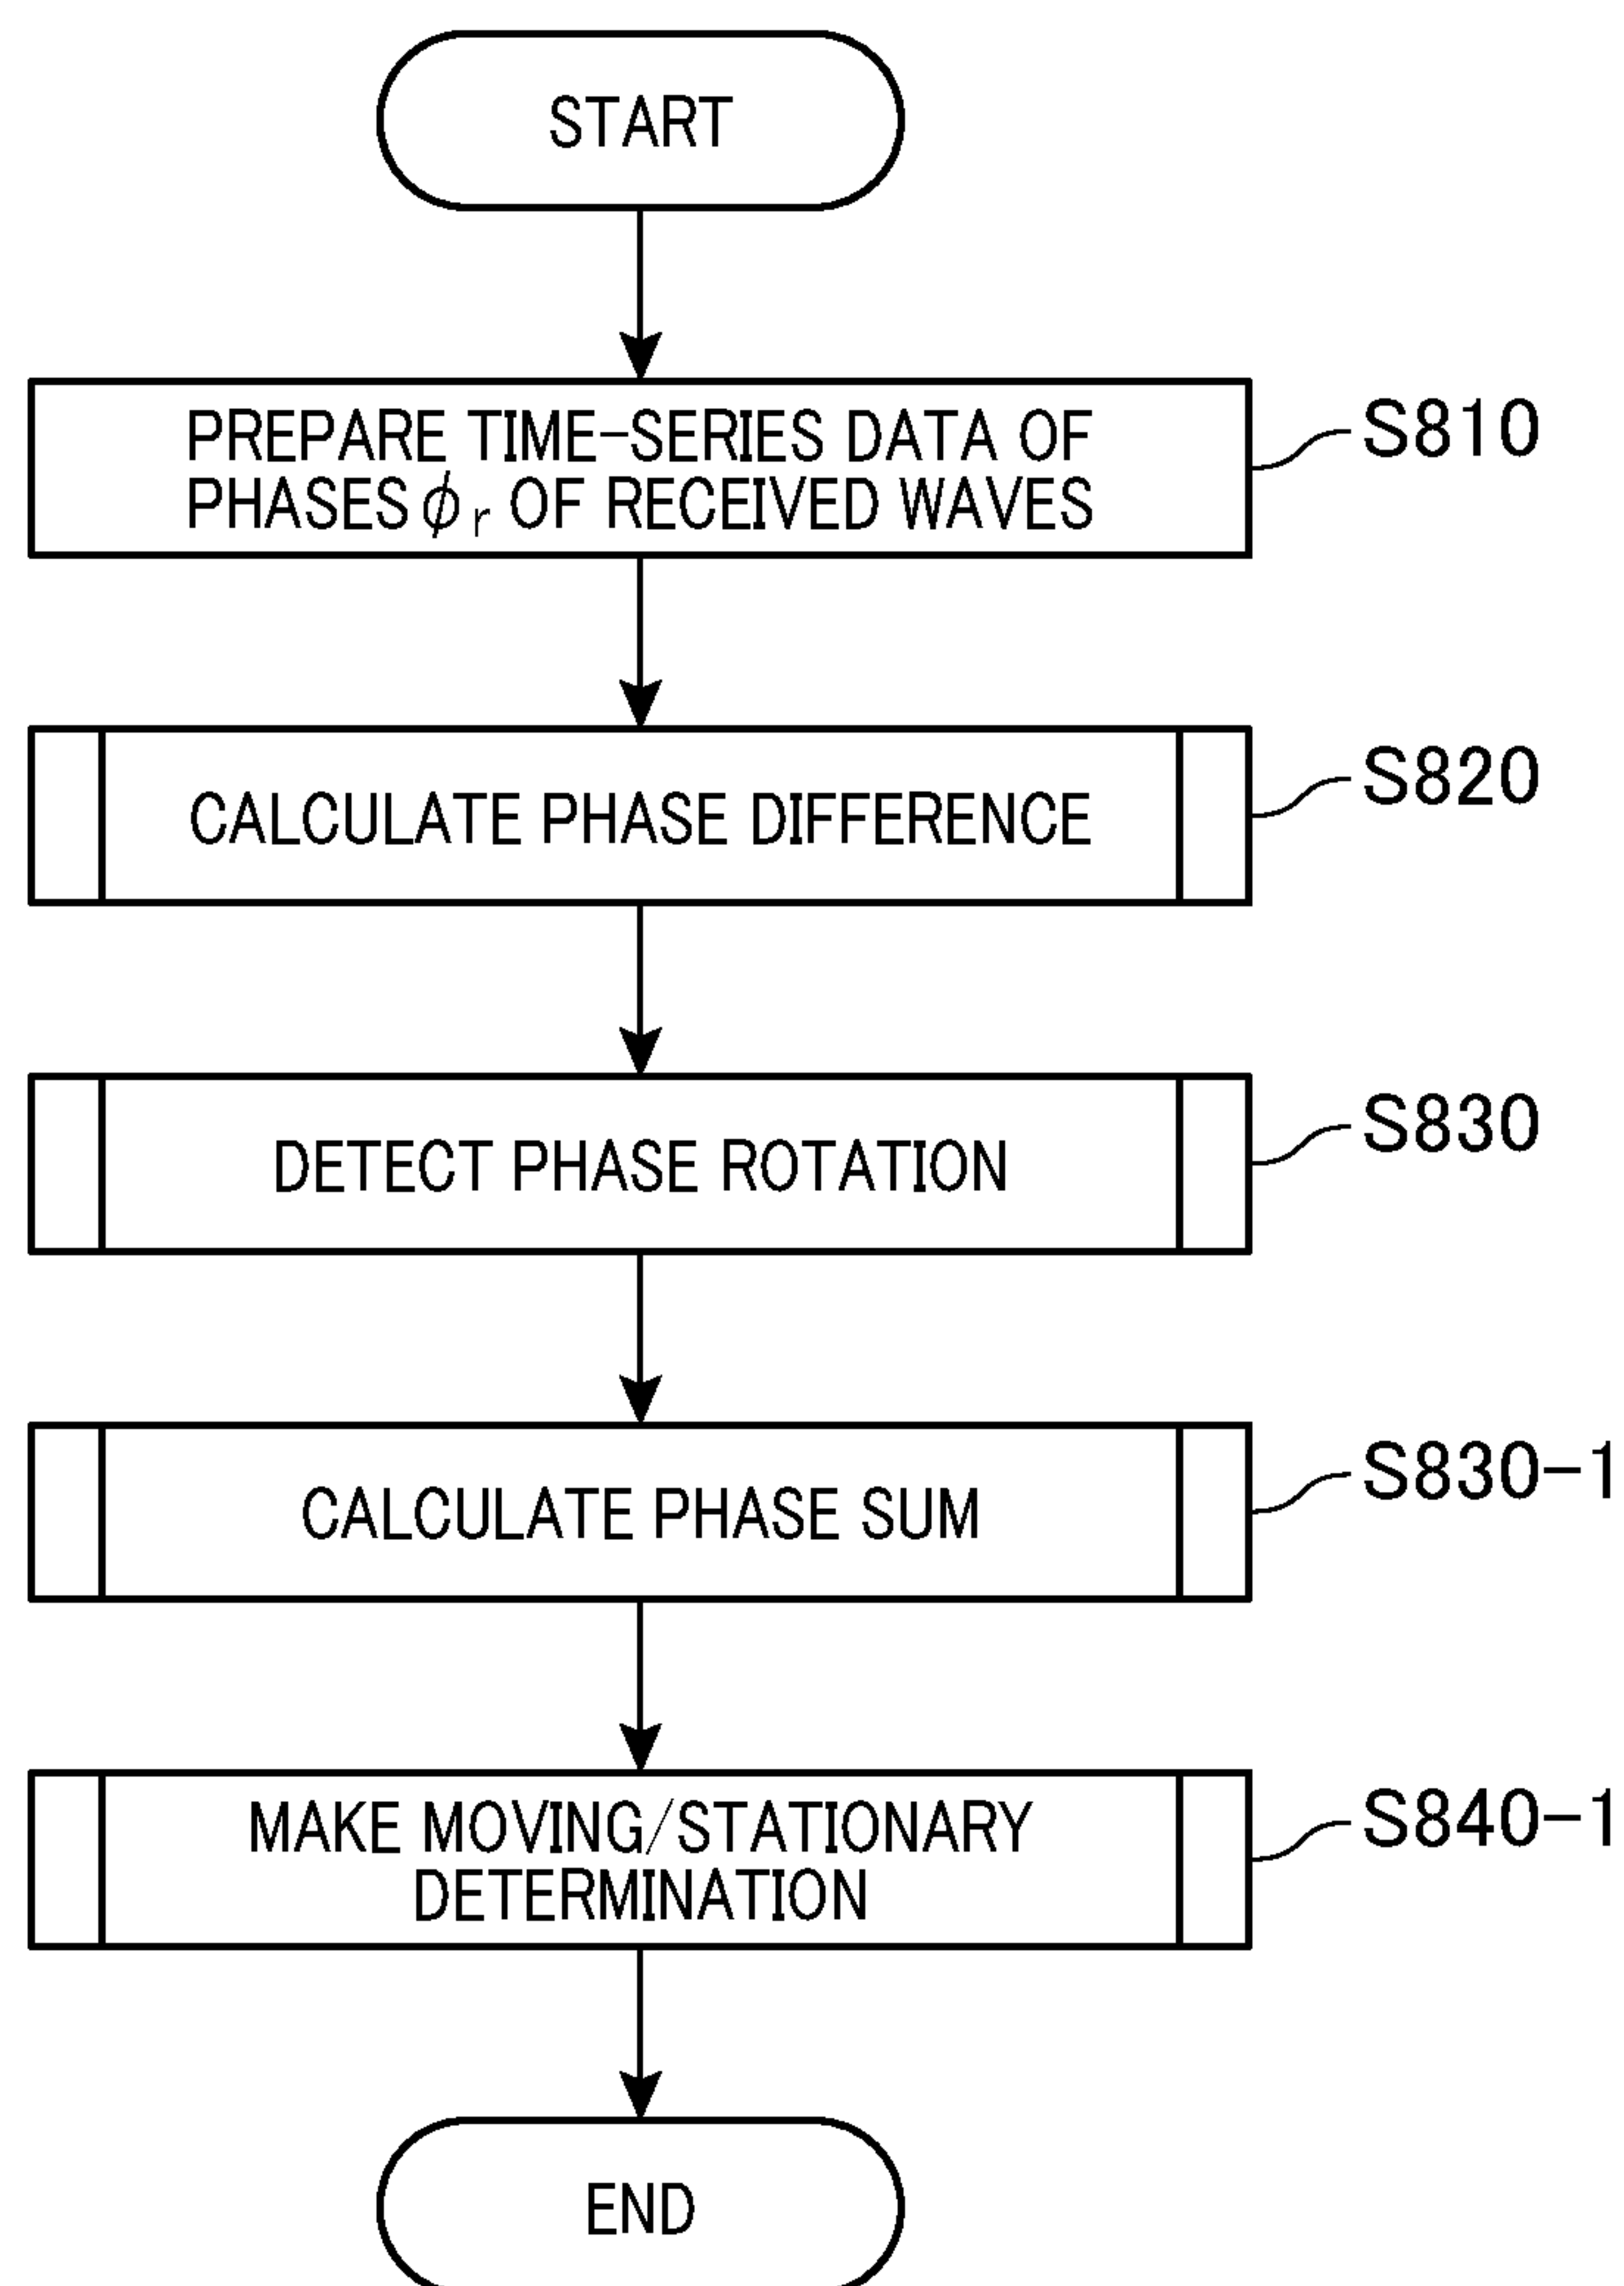 START
PREPARE TIME-SERIES DATA OF
PHASES ϕr OF RECEIVED WAVES
S810
CALCULATE PHASE DIFFERENCE
S820
DETECT PHASE ROTATION
S830
CALCULATE PHASE SUM
S830-1
MAKE MOVING/STATIONARY
DETERMINATION
S840-1
END